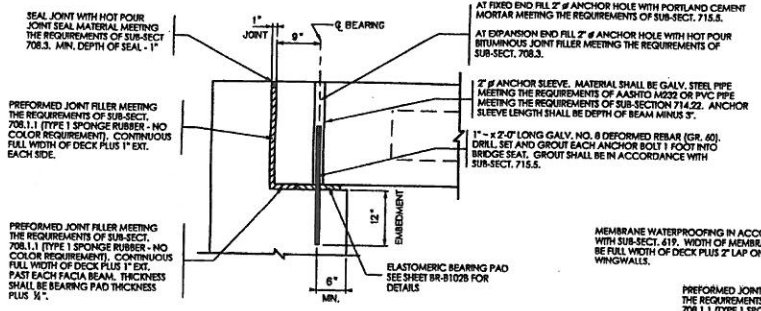 SEAL JOINT WITH HOT POUR
JOINT SEAL MATERIAL MEETING
THE REQUIREMENTS OF SUB-SECT
708.3. MIN. DEPTH OF SEAL - 1"
1"
JOINT
9"
℄ BEARING
AT FIXED END FILL 2" ø ANCHOR HOLE WITH PORTLAND CEMENT
MORTAR MEETING THE REQUIREMENTS OF SUB-SECT. 715.5.
AT EXPANSION END FILL 2" ø ANCHOR HOLE WITH HOT POUR
BITUMINOUS JOINT FILLER MEETING THE REQUIREMENTS OF
SUB-SECT. 708.3.
2" ø ANCHOR SLEEVE. MATERIAL SHALL BE GALV. STEEL PIPE
MEETING THE REQUIREMENTS OF AASHTO M232 OR PVC PIPE
MEETING THE REQUIREMENTS OF SUB-SECTION 714.22. ANCHOR
SLEEVE LENGTH SHALL BE DEPTH OF BEAM MINUS 3".
1" ~ x 2'-0" LONG GALV. NO. 8 DEFORMED REBAR (GR. 60).
DRILL, SET AND GROUT EACH ANCHOR BOLT 1 FOOT INTO
BRIDGE SEAT. GROUT SHALL BE IN ACCORDANCE WITH
SUB-SECT. 715.5.
PREFORMED JOINT FILLER MEETING
THE REQUIREMENTS OF SUB-SECT.
708.1.1 (TYPE 1 SPONGE RUBBER - NO
COLOR REQUIREMENT). CONTINUOUS
FULL WIDTH OF DECK PLUS 1" EXT.
EACH SIDE.
PREFORMED JOINT FILLER MEETING
THE REQUIREMENTS OF SUB-SECT.
708.1.1 (TYPE 1 SPONGE RUBBER - NO
COLOR REQUIREMENT). CONTINUOUS
FULL WIDTH OF DECK PLUS 1" EXT.
PAST EACH FACIA BEAM. THICKNESS
SHALL BE BEARING PAD THICKNESS
PLUS
12"
EMBEDMENT
6"
MIN.
ELASTOMERIC BEARING PAD
SEE SHEET BR-B102B FOR
DETAILS
MEMBRANE WATERPROOFING IN ACCO
WITH SUB-SECT. 619. WIDTH OF MEMBR
BE FULL WIDTH OF DECK PLUS 2" LAP ON
WINGWALLS.
PREFORMED JOINT
THE REQUIREMENTS
708.1.1 (TYPE 1 SPO